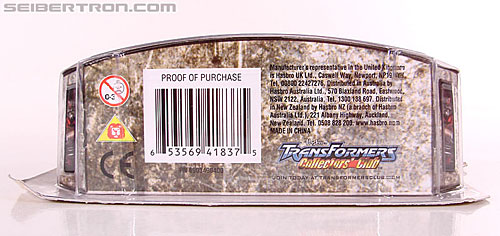 SEIBERTRON.COM
PROOF OF PURCHASE
6 53569 41837 5
0-3
CE
Manufacturer's representative in the United Kingdom
is Hasbro UK Ltd., Caswell Way, Newport, NP19
Tel. 00800 22427276. Distributed in Australia by
Hasbro Australia Ltd., 570 Blaxland Road, Eastwood,
NSW 2122, Australia, Tel. 1300 138 697. Distributed
in New Zealand by Hasbro NZ (a branch of Hasbro
Australia Ltd.), 221 Albany Highway, Auckland,
New Zealand. Tel. 0508 828 200. www.hasbro.com
MADE IN CHINA
TRANSFORMERS
Collectors' Club
JOIN TODAY AT TRANSFORMERSCLUB.COM